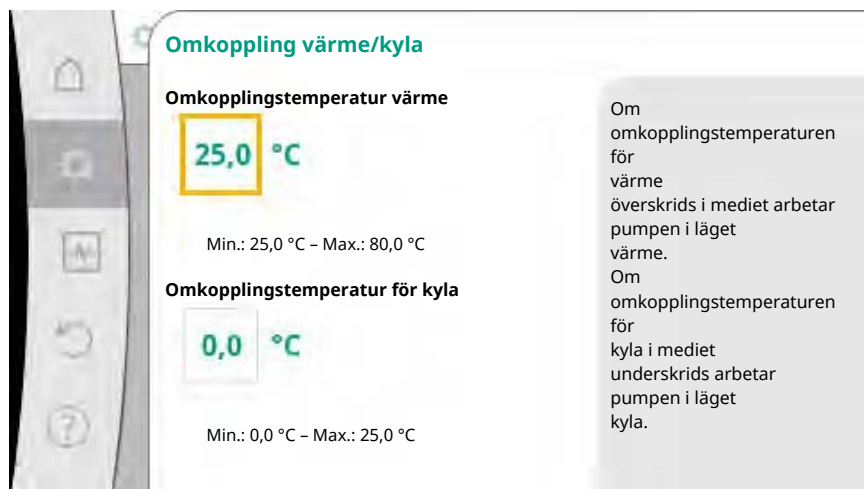 Omkoppling värme/kyla
Omkopplingstemperatur värme
25,0 °C
Min.: 25,0 °C – Max.: 80,0 °C
Omkopplingstemperatur för kyla
0,0 °C
Min.: 0,0 °C – Max.: 25,0 °C
Om
omkopplingstemperaturen
för
värme
överskrids i mediet arbetar
pumpen i läget
värme.
Om
omkopplingstemperaturen
för
kyla i mediet
underskrids arbetar
pumpen i läget
kyla.